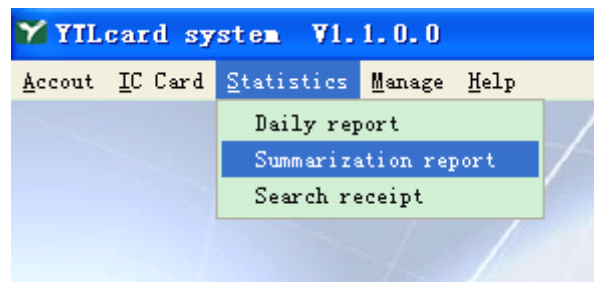 YTLcard system V1.1.0.0
Accout IC Card Statistics Manage Help
Daily report
Summarization report
Search receipt